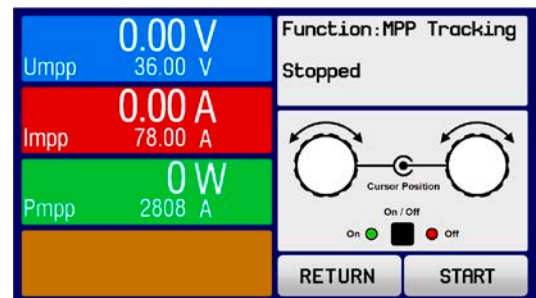 0.00 V
Umpp 36.00 V
0.00 A
Impp 78.00 A
0 W
Pmpp 2808 A
Function:MPP Tracking
Stopped
Cursor Position
On / Off
On Off
RETURN START